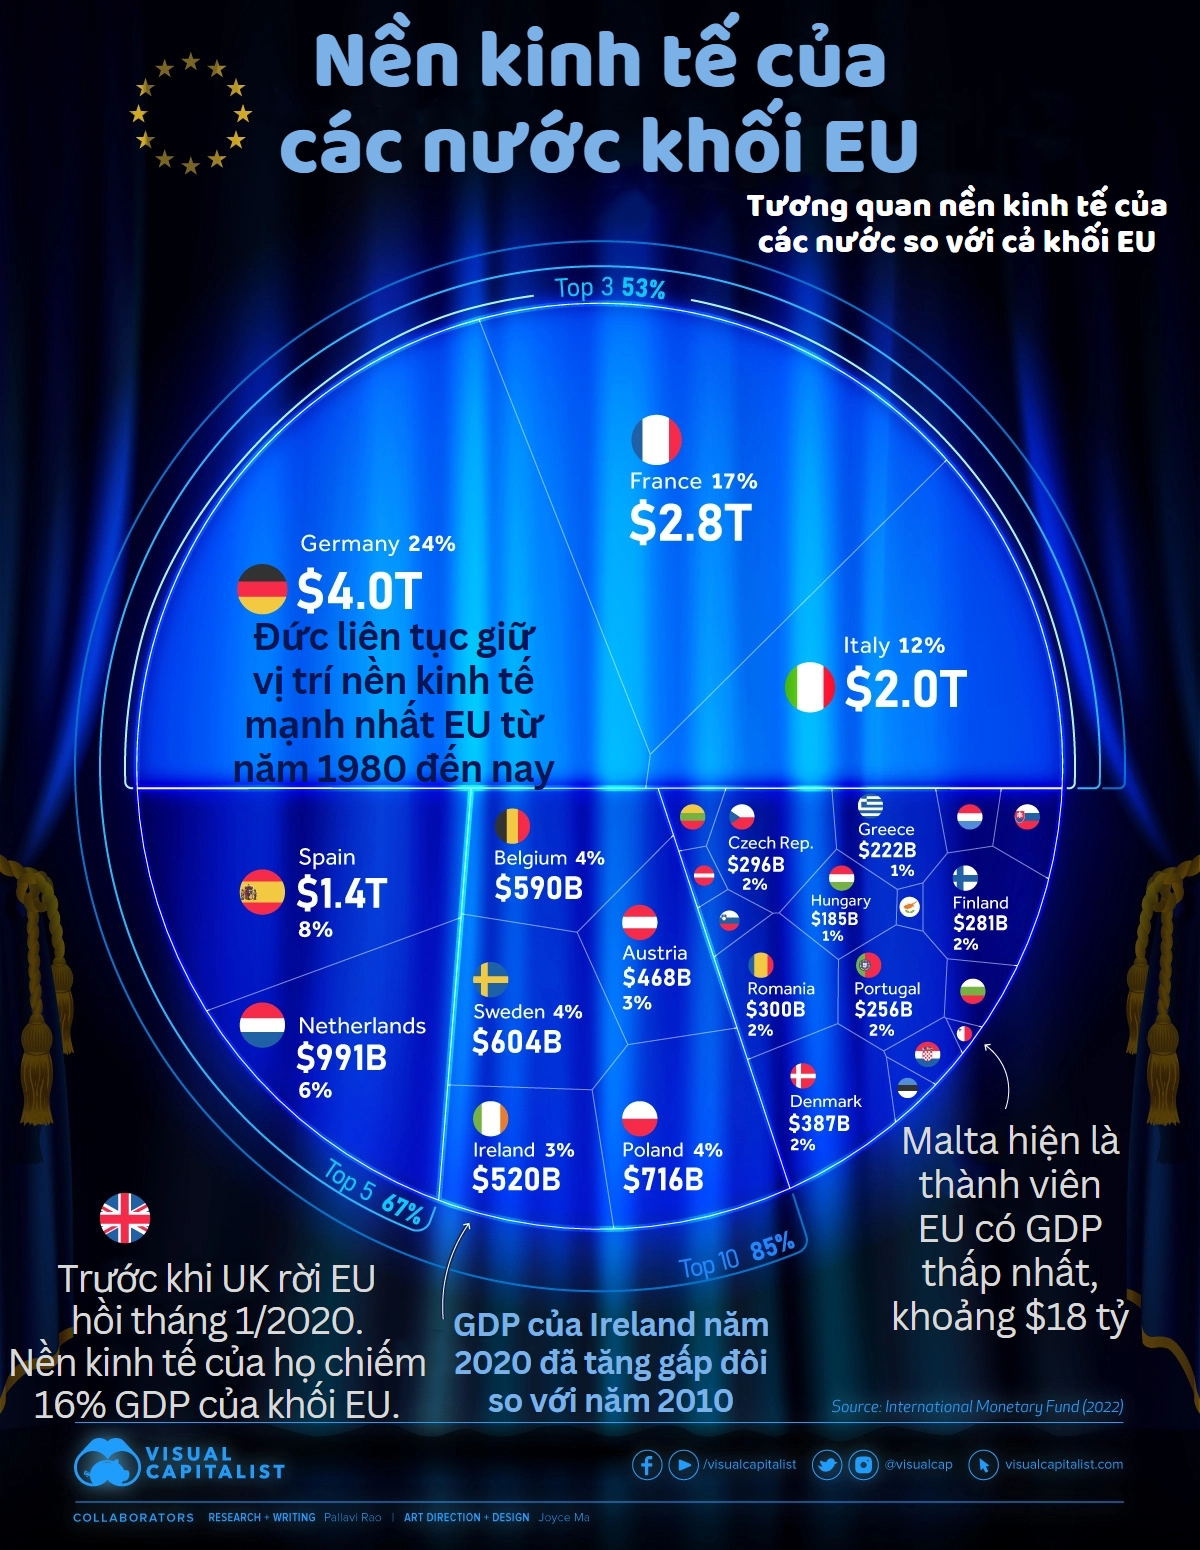 Nền kinh tế của
các nước khối EU
Tương quan nền kinh tế của
các nước so với cả khối EU
Top 3 53%
France 17%
$2.8T
Germany 24%
$4.0T
Đức liên tục giữ
vị trí nền kinh tế
mạnh nhất EU từ
năm 1980 đến nay
Italy 12%
$2.0T
Spain
$1.4T
8%
Netherlands
$991B
6%
Belgium 4%
$590B
Sweden 4%
$604B
Austria
$468B
3%
Ireland 3%
$520B
Poland 4%
$716B
Czech Rep.
$296B
2%
Greece
$222B
1%
Hungary
$185B
1%
Finland
$281B
2%
Romania
$300B
2%
Portugal
$256B
2%
Denmark
$387B
2%
Top 5 67%
Top 10 85%
Malta hiện là
thành viên
EU có GDP
thấp nhất,
khoảng $18 tỷ
Trước khi UK rời EU
hồi tháng 1/2020.
Nền kinh tế của họ chiếm
16% GDP của khối EU.
GDP của Ireland năm
2020 đã tăng gấp đôi
so với năm 2010
Source: International Monetary Fund (2022)
VISUAL
CAPITALIST
/visualcapitalist
@visualcap
visualcapitalist.com
COLLABORATORS RESEARCH + WRITING Pallavi Rao | ART DIRECTION + DESIGN Joyce Ma